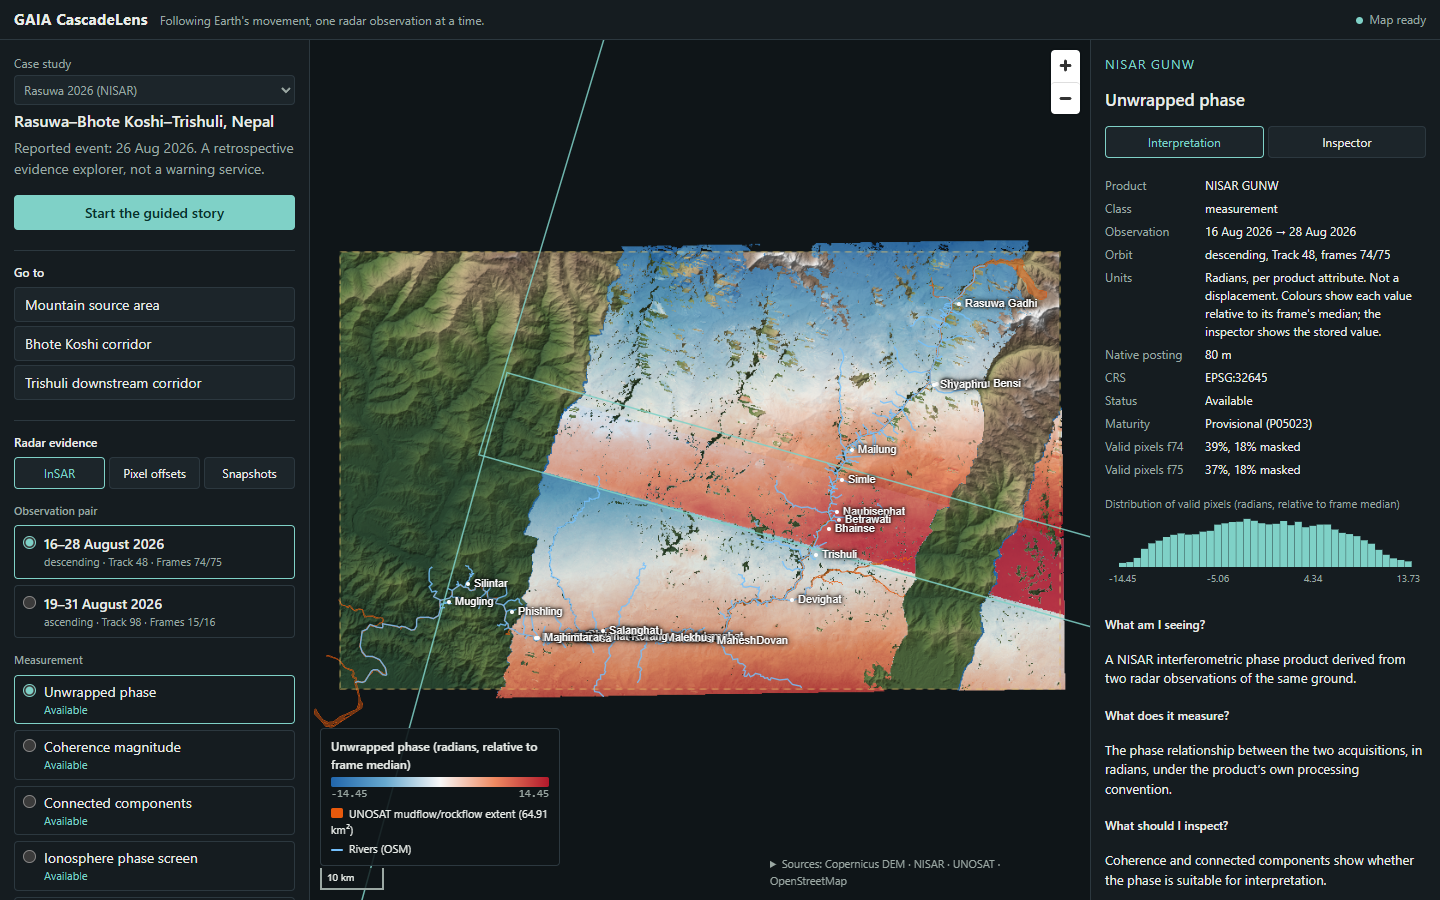 GAIA CascadeLens
Following Earth's movement, one radar observation at a time.
Map ready
Case study
Rasuwa 2026 (NISAR)
Rasuwa–Bhote Koshi–Trishuli, Nepal
Reported event: 26 Aug 2026. A retrospective
evidence explorer, not a warning service.
Start the guided story
Go to
Mountain source area
Bhote Koshi corridor
Trishuli downstream corridor
Radar evidence
InSAR
Pixel offsets
Snapshots
Observation pair
16–28 August 2026
descending · Track 48 · Frames 74/75
19–31 August 2026
ascending · Track 98 · Frames 15/16
Measurement
Unwrapped phase
Available
Coherence magnitude
Available
Connected components
Available
Ionosphere phase screen
Available
+
−
Rasuwa Gadhi
Shyaphru
Bensi
Mailung
Simle
Naubisephat
Betrawati
Bhainse
Trishuli
Devighat
Silintar
Mugling
Phishling
Salanghat
Majhimtar
MaheshDovan
Unwrapped phase (radians, relative to
frame median)
-14.45 14.45
UNOSAT mudflow/rockflow extent (64.91
km²)
Rivers (OSM)
10 km
Sources: Copernicus DEM · NISAR · UNOSAT ·
OpenStreetMap
NISAR GUNW
Unwrapped phase
Interpretation
Inspector
Product NISAR GUNW
Class measurement
Observation 16 Aug 2026 → 28 Aug 2026
Orbit descending, Track 48, frames 74/75
Units Radians, per product attribute. Not a
displacement. Colours show each value
relative to its frame's median; the
inspector shows the stored value.
Native posting 80 m
CRS EPSG:32645
Status Available
Maturity Provisional (P05023)
Valid pixels f74 39%, 18% masked
Valid pixels f75 37%, 18% masked
Distribution of valid pixels (radians, relative to frame median)
-14.45 -5.06 4.34 13.73
What am I seeing?
A NISAR interferometric phase product derived from
two radar observations of the same ground.
What does it measure?
The phase relationship between the two acquisitions, in
radians, under the product's own processing
convention.
What should I inspect?
Coherence and connected components show whether
the phase is suitable for interpretation.